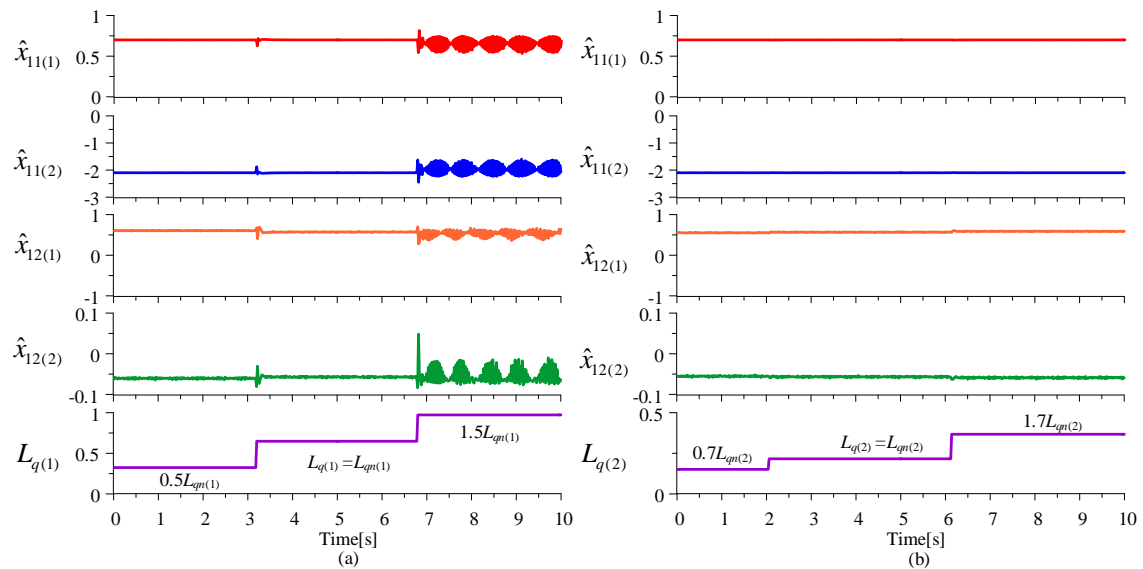 x̂11(1)
1
0.5
0
x̂11(2)
0
-1
-2
-3
x̂12(1)
1
0
-1
x̂12(2)
0.1
0
-0.1
Lq(1)
1
0.5
0
0.5Lqn(1)
Lq(1) =Lqn(1)
1.5Lqn(1)
0 1 2 3 4 5 6 7 8 9 10
Time[s]
(a)
x̂11(1)
1
0.5
0
x̂11(2)
0
-1
-2
-3
x̂12(1)
1
0
-1
x̂12(2)
0.1
0
-0.1
Lq(2)
0.5
0
0.7Lqn(2)
Lq(2) =Lqn(2)
1.7Lqn(2)
0 1 2 3 4 5 6 7 8 9 10
Time[s]
(b)